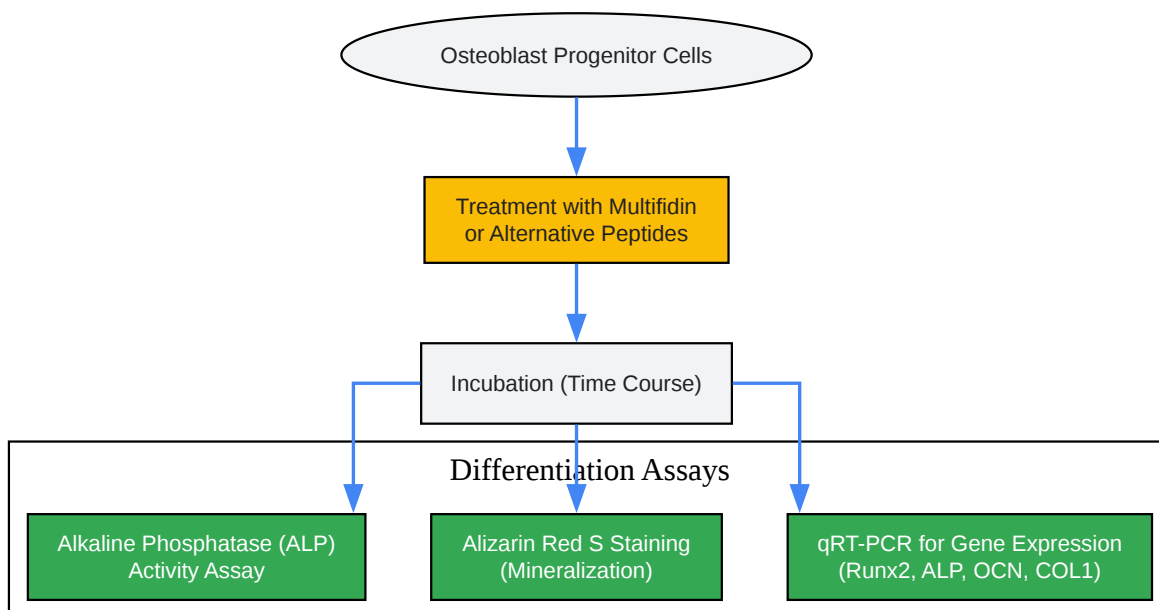 Osteoblast Progenitor Cells
Treatment with Multifidin
or Alternative Peptides
Incubation (Time Course)
Differentiation Assays
Alkaline Phosphatase (ALP)
Activity Assay
Alizarin Red S Staining
(Mineralization)
qRT-PCR for Gene Expression
(Runx2, ALP, OCN, COL1)